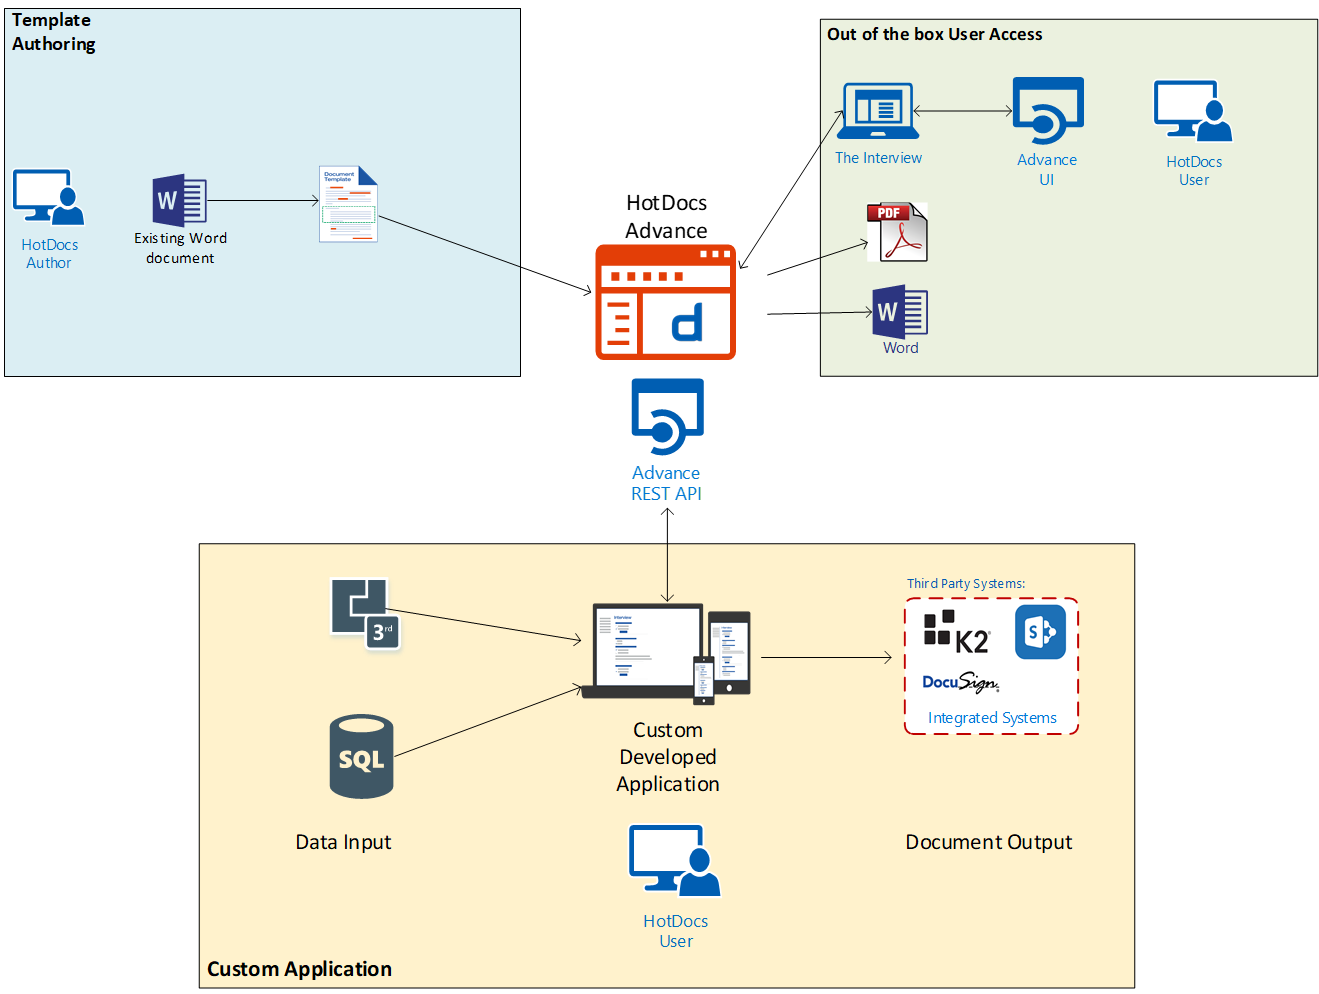 Template
Authoring
HotDocs
Author
W
Existing Word
document
Document
Template
HotDocs
Advance
d
Out of the box User Access
The Interview
Advance
UI
HotDocs
User
PDF
W
Word
Advance
REST API
3rd
SQL
Data Input
Interview
Custom
Developed
Application
HotDocs
User
Third Party Systems:
K2
S
DocuSign
Integrated Systems
Document Output
Custom Application